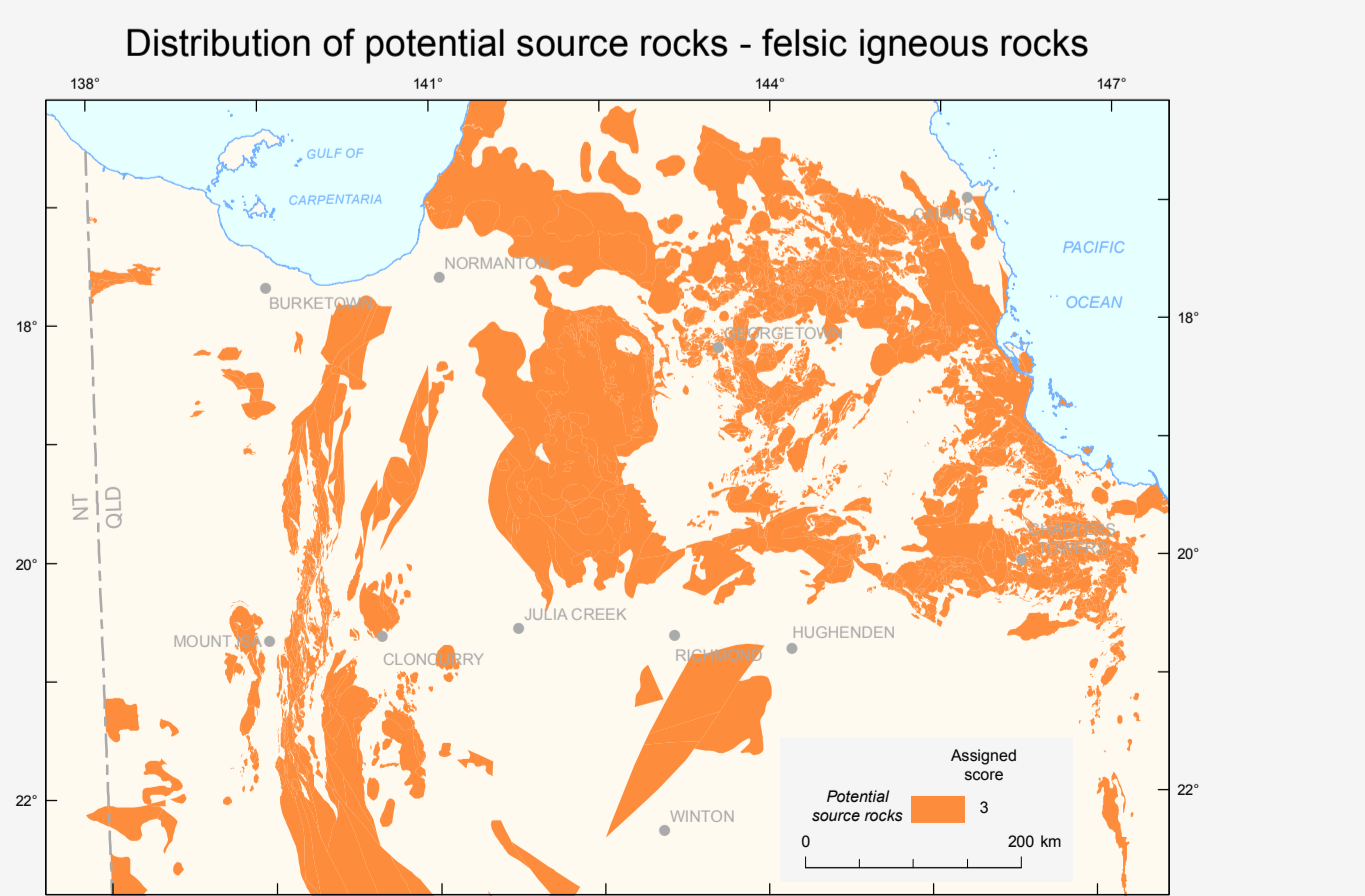 Distribution of potential source rocks - felsic igneous rocks
138° 141° 144° 147°
GULF OF
CARPENTARIA
CAIRNS
PACIFIC
NORMANTON
BURKETOWN
OCEAN
18° 18°
GEORGETOWN
NT
QLD
CHARTERS
TOWERS
20° 20°
JULIA CREEK
MOUNT ISA
HUGHENDEN
CLONCURRY
RICHMOND
Assigned
score
Potential
source rocks
3
22° 22°
WINTON
0 200 km